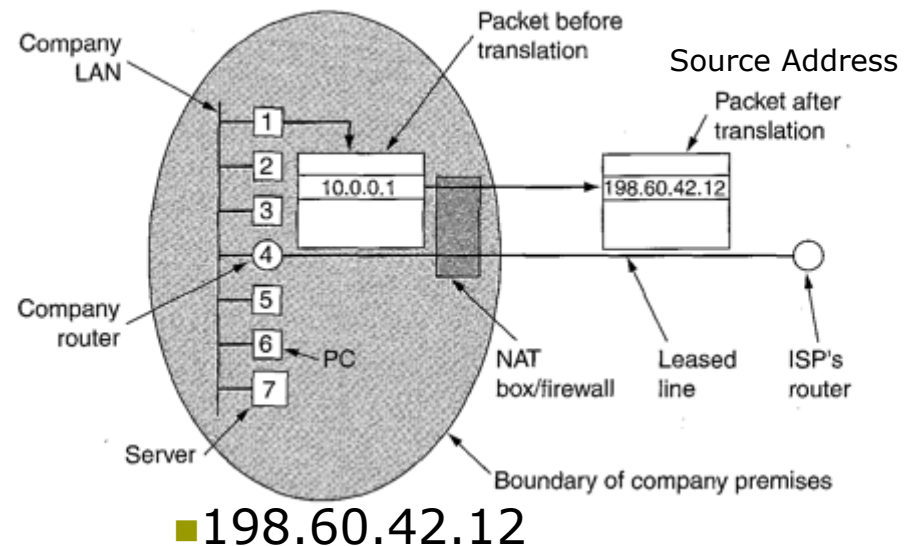 Packet before
translation
Company
LAN
Source Address
Packet after
translation
1
2
10.0.0.1
198.60.42.12
3
4
5
Company
router
6
PC
NAT
box/firewall
Leased
line
ISP's
router
7
Server
Boundary of company premises
198.60.42.12